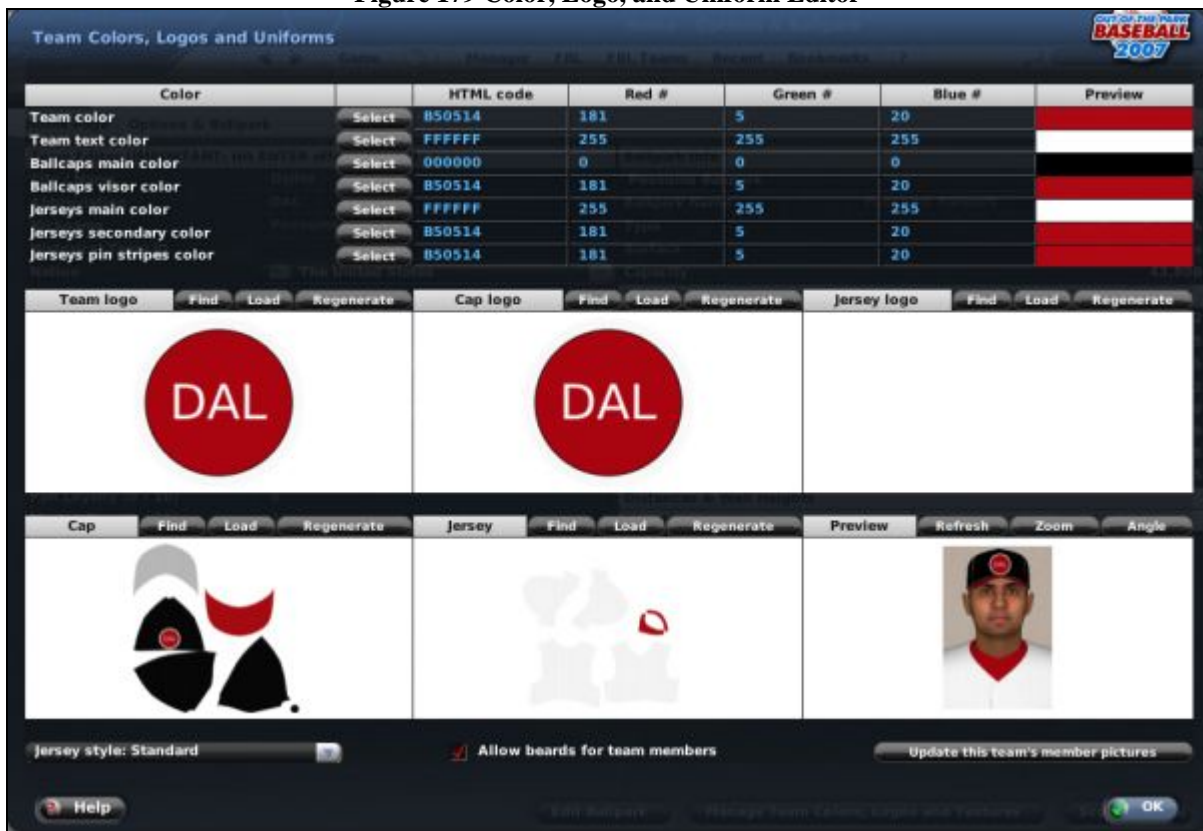 Figure 179 Color, Logo, and Uniform Editor
Team Colors, Logos and Uniforms
OUT OF THE PARK
BASEBALL
2007
Color HTML code Red # Green # Blue # Preview
Team color Select B50514 181 5 20
Team text color Select FFFFFF 255 255 255
Ballcaps main color Select 000000 0 0 0
Ballcaps visor color Select B50514 181 5 20
Jerseys main color Select FFFFFF 255 255 255
Jerseys secondary color Select B50514 181 5 20
Jerseys pin stripes color Select B50514 181 5 20
Team logo Find Load Regenerate Cap logo Find Load Regenerate Jersey logo Find Load Regenerate
DAL DAL
Cap Find Load Regenerate Jersey Find Load Regenerate Preview Refresh Zoom Angle
DAL
Jersey style: Standard Allow beards for team members Update this team's member pictures
Help OK